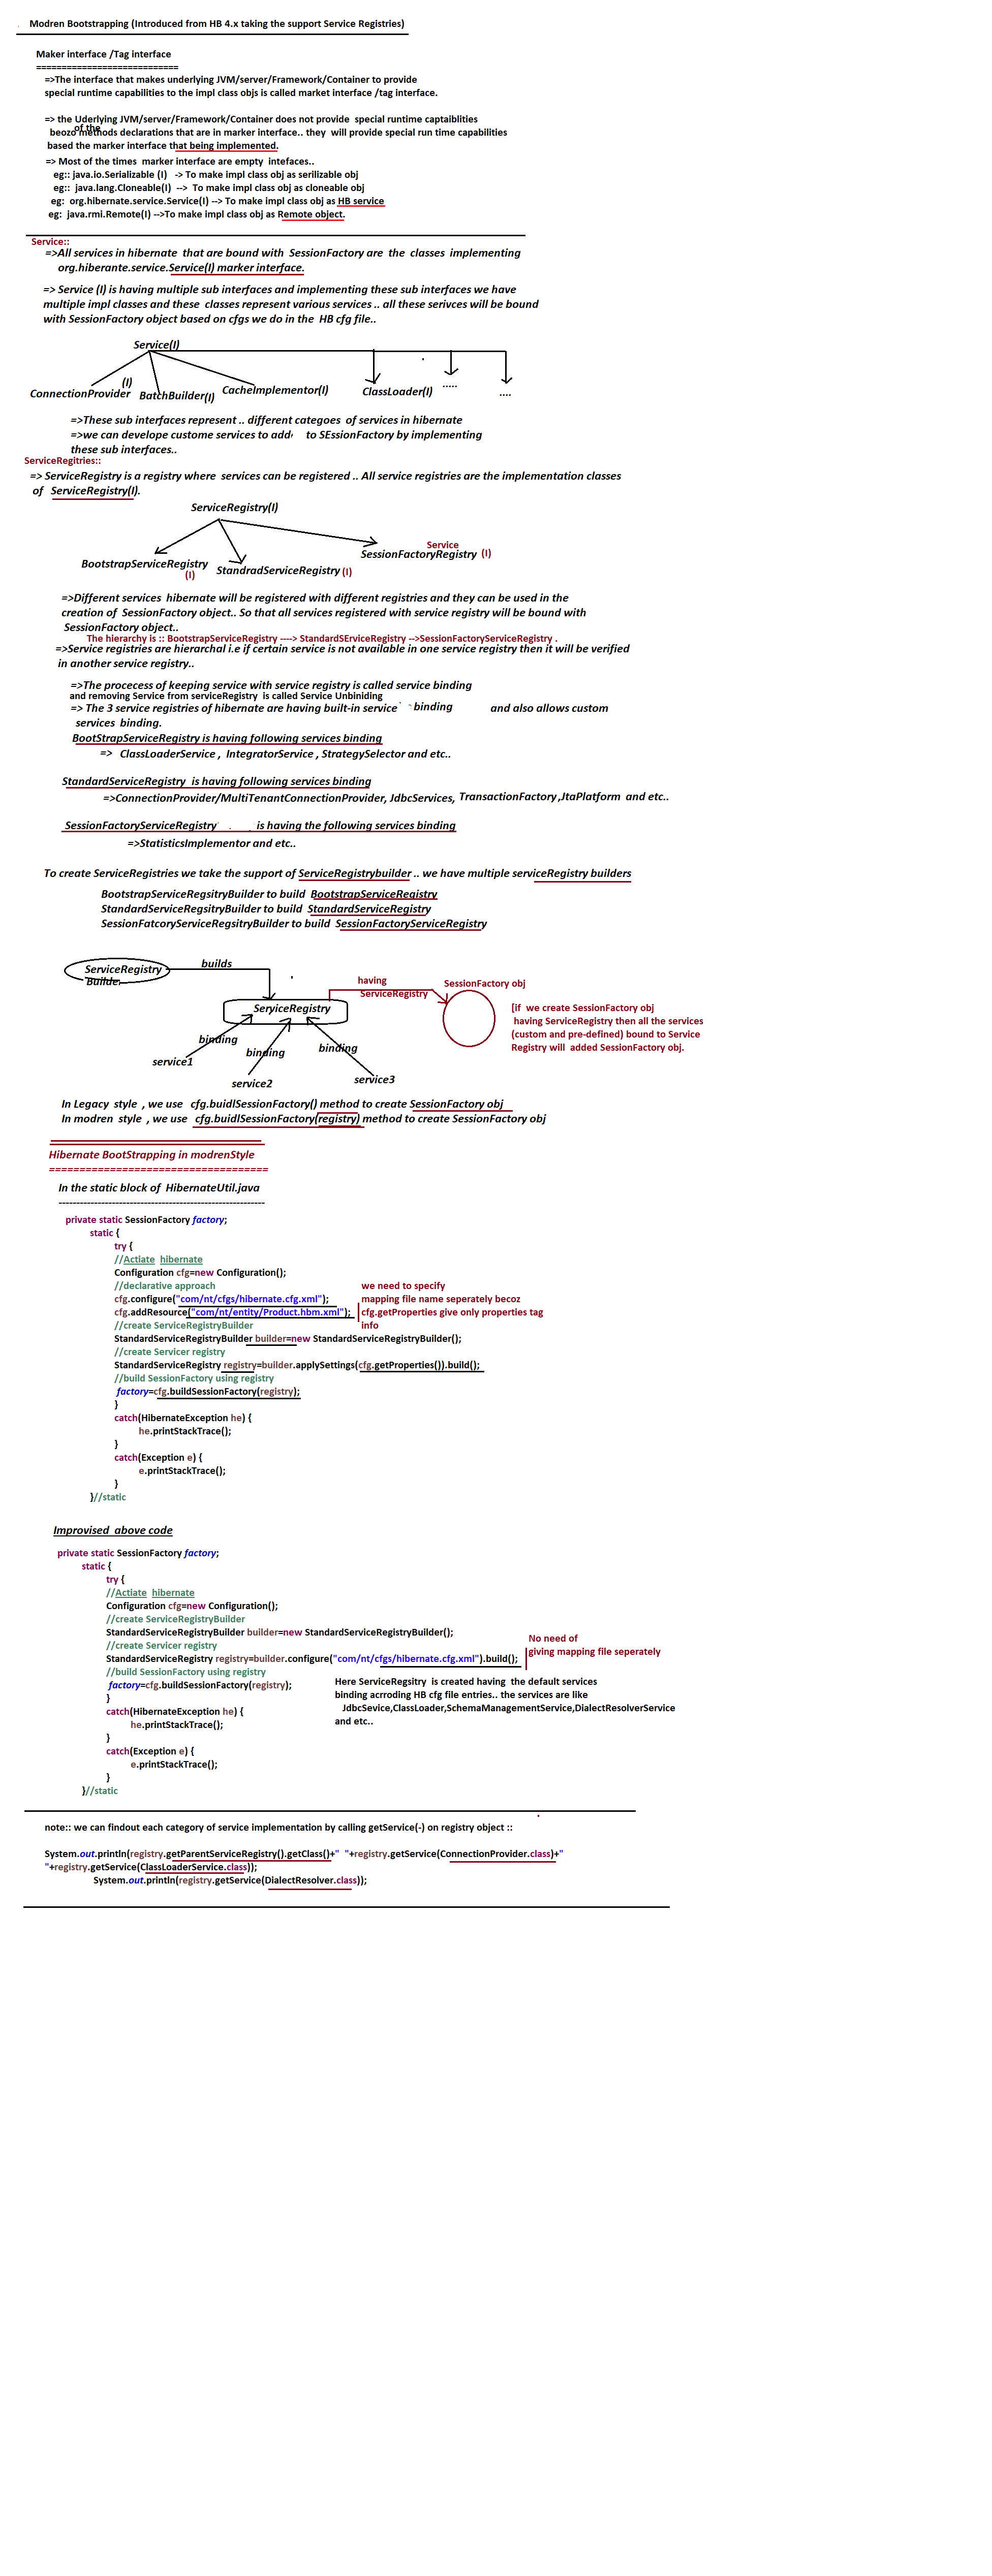 Modren Bootstrapping (Introduced from HB 4.x taking the support Service Registries)
Maker interface /Tag interface
============================
=>The interface that makes underlying JVM/server/Framework/Container to provide
special runtime capabilities to the impl class objs is called market interface /tag interface.
=> the Uderlying JVM/server/Framework/Container does not provide special runtime captaiblities
of the
beozo methods declarations that are in marker interface.. they will provide special run time capabilities
based the marker interface that being implemented.
=> Most of the times marker interface are empty intefaces..
eg:: java.io.Serializable (I) -> To make impl class obj as serilizable obj
eg:: java.lang.Cloneable(I) --> To make impl class obj as cloneable obj
eg: org.hibernate.service.Service(I) --> To make impl class obj as HB service
eg: java.rmi.Remote(I) -->To make impl class obj as Remote object.
Service::
=>All services in hibernate that are bound with SessionFactory are the classes implementing
org.hiberante.service.Service(I) marker interface.
=> Service (I) is having multiple sub interfaces and implementing these sub interfaces we have
multiple impl classes and these classes represent various services .. all these serivces will be bound
with SessionFactory object based on cfgs we do in the HB cfg file..
Service(I)
(I)
ConnectionProvider BatchBuilder(I) CacheImplementor(I) ClassLoader(I) ..... ....
=>These sub interfaces represent .. different categoes of services in hibernate
=>we can develope custome services to add to SEssionFactory by implementing
these sub interfaces..
ServiceRegitries::
=> ServiceRegistry is a registry where services can be registered .. All service registries are the implementation classes
of ServiceRegistry(I).
ServiceRegistry(I)
Service
BootstrapServiceRegistry (I) StandradServiceRegistry (I) SessionFactoryRegistry (I)
=>Different services hibernate will be registered with different registries and they can be used in the
creation of SessionFactory object.. So that all services registered with service registry will be bound with
SessionFactory object..
The hierarchy is :: BootstrapServiceRegistry ----> StandardSErviceRegistry -->SessionFactoryServiceRegistry .
=>Service registries are hierarchal i.e if certain service is not available in one service registry then it will be verified
in another service registry..
=>The procecess of keeping service with service registry is called service binding
and removing Service from serviceRegistry is called Service Unbiniding
=> The 3 service registries of hibernate are having built-in service binding and also allows custom
services binding.
BootStrapServiceRegistry is having following services binding
=> ClassLoaderService , IntegratorService , StrategySelector and etc..
StandardServiceRegistry is having following services binding
=>ConnectionProvider/MultiTenantConnectionProvider, JdbcServices, TransactionFactory ,JtaPlatform and etc..
SessionFactoryServiceRegistry is having the following services binding
=>StatisticsImplementor and etc..
To create ServiceRegistries we take the support of ServiceRegistrybuilder .. we have multiple serviceRegistry builders
BootstrapServiceRegsitryBuilder to build BootstrapServiceRegistry
StandardServiceRegsitryBuilder to build StandardServiceRegistry
SessionFatcoryServiceRegsitryBuilder to build SessionFactoryServiceRegistry
ServiceRegistry
Builder
builds
having
ServiceRegistry
SessionFactory obj
ServiceRegistry
[if we create SessionFactory obj
having ServiceRegistry then all the services
(custom and pre-defined) bound to Service
Registry will added SessionFactory obj.
binding binding binding
service1 service2 service3
In Legacy style , we use cfg.buidlSessionFactory() method to create SessionFactory obj
In modren style , we use cfg.buidlSessionFactory(registry) method to create SessionFactory obj
Hibernate BootStrapping in modrenStyle
====================================
In the static block of HibernateUtil.java
----------------------------------------------------------
private static SessionFactory factory;
static {
try {
//Actiate hibernate
Configuration cfg=new Configuration();
//declarative approach
cfg.configure("com/nt/cfgs/hibernate.cfg.xml");
cfg.addResource("com/nt/entity/Product.hbm.xml");
we need to specify
mapping file name seperately becoz
cfg.getProperties give only properties tag
info
//create ServiceRegistryBuilder
StandardServiceRegistryBuilder builder=new StandardServiceRegistryBuilder();
//create Servicer registry
StandardServiceRegistry registry=builder.applySettings(cfg.getProperties()).build();
//build SessionFactory using registry
factory=cfg.buildSessionFactory(registry);
}
catch(HibernateException he) {
he.printStackTrace();
}
catch(Exception e) {
e.printStackTrace();
}
}//static
Improvised above code
private static SessionFactory factory;
static {
try {
//Actiate hibernate
Configuration cfg=new Configuration();
//create ServiceRegistryBuilder
StandardServiceRegistryBuilder builder=new StandardServiceRegistryBuilder();
//create Servicer registry
StandardServiceRegistry registry=builder.configure("com/nt/cfgs/hibernate.cfg.xml").build();
No need of
giving mapping file seperately
//build SessionFactory using registry
factory=cfg.buildSessionFactory(registry);
}
catch(HibernateException he) {
he.printStackTrace();
}
catch(Exception e) {
e.printStackTrace();
}
}//static
Here ServiceRegsitry is created having the default services
binding acrroding HB cfg file entries.. the services are like
JdbcSevice,ClassLoader,SchemaManagementService,DialectResolverService
and etc..
note:: we can findout each category of service implementation by calling getService(-) on registry object ::
System.out.println(registry.getParentServiceRegistry().getClass()+" "+registry.getService(ConnectionProvider.class)+"
"+registry.getService(ClassLoaderService.class));
System.out.println(registry.getService(DialectResolver.class));